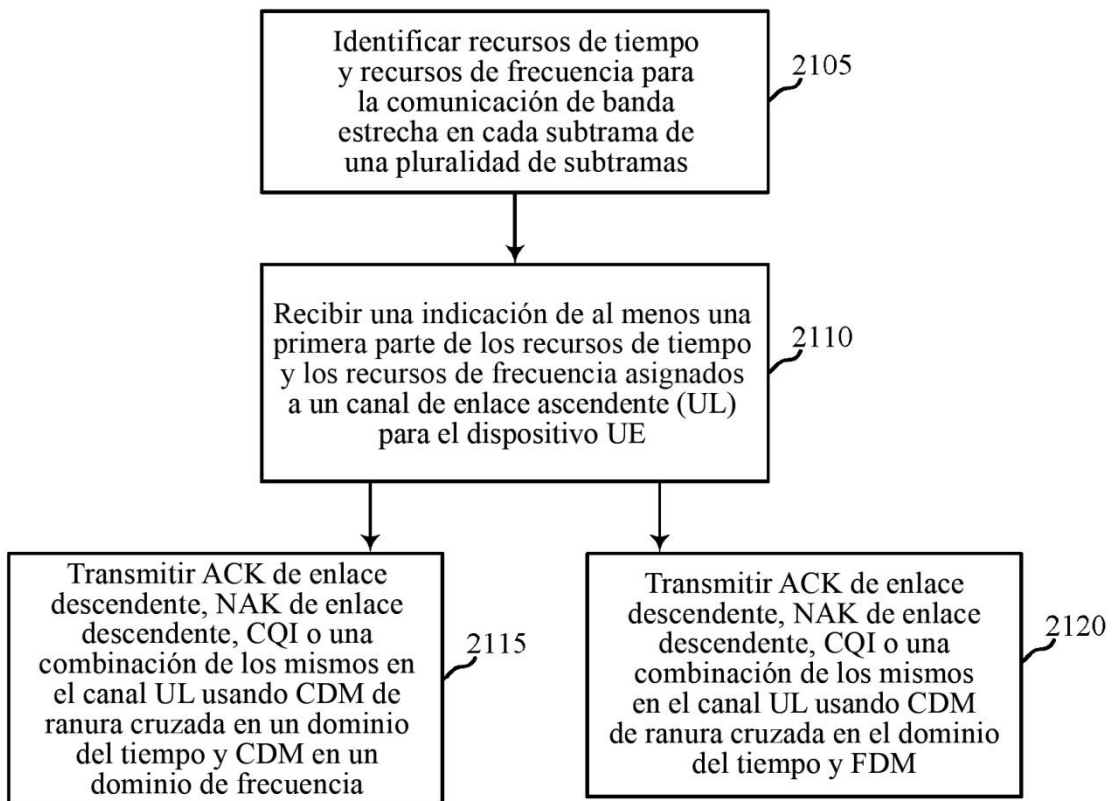 Identificar recursos de tiempo
y recursos de frecuencia para
la comunicación de banda
estrecha en cada subtrama de
una pluralidad de subtramas
2105
Recibir una indicación de al menos una
primera parte de los recursos de tiempo
y los recursos de frecuencia asignados
a un canal de enlace ascendente (UL)
para el dispositivo UE
2110
Transmitir ACK de enlace
descendente, NAK de enlace
descendente, CQI o una
combinación de los mismos en
el canal UL usando CDM de
ranura cruzada en un dominio
del tiempo y CDM en un
dominio de frecuencia
2115
Transmitir ACK de enlace
descendente, NAK de enlace
descendente, CQI o una
combinación de los mismos
en el canal UL usando CDM
de ranura cruzada en el dominio
del tiempo y FDM
2120